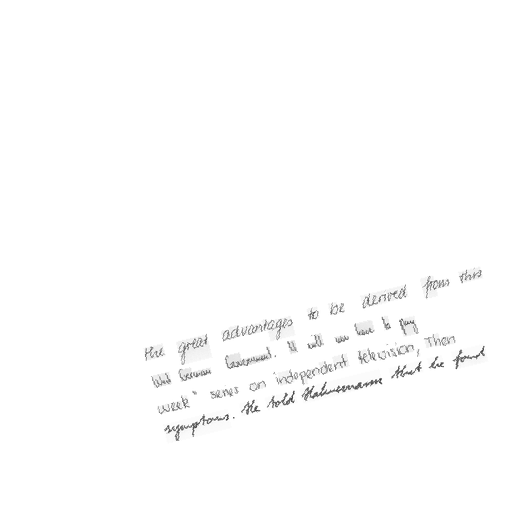 the great advantages to be derived from this
West German Government. It will now have to pay
week" series on independent television, Then
symptoms. He told Hahnemann that he found